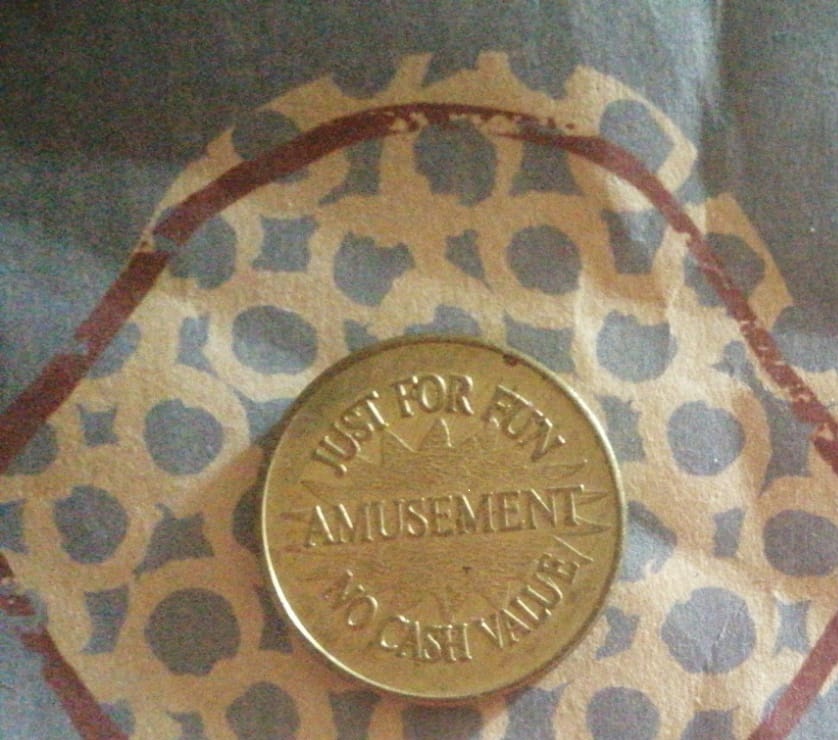 JUST FOR FUN
AMUSEMENT
NO CASH VALUE